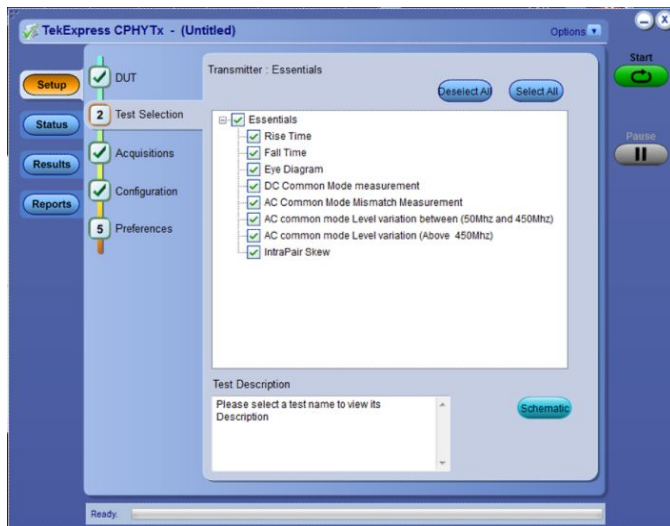 TekExpress CPHYTx - (Untitled)
Options
Setup
Status
Results
Reports
DUT
2 Test Selection
Acquisitions
Configuration
5 Preferences
Transmitter : Essentials
Deselect All
Select All
Essentials
Rise Time
Fall Time
Eye Diagram
DC Common Mode measurement
AC Common Mode Mismatch Measurement
AC common mode Level variation between (50Mhz and 450Mhz)
AC common mode Level variation (Above 450Mhz)
IntraPair Skew
Test Description
Please select a test name to view its
Description
Schematic
Start
Pause
Ready.